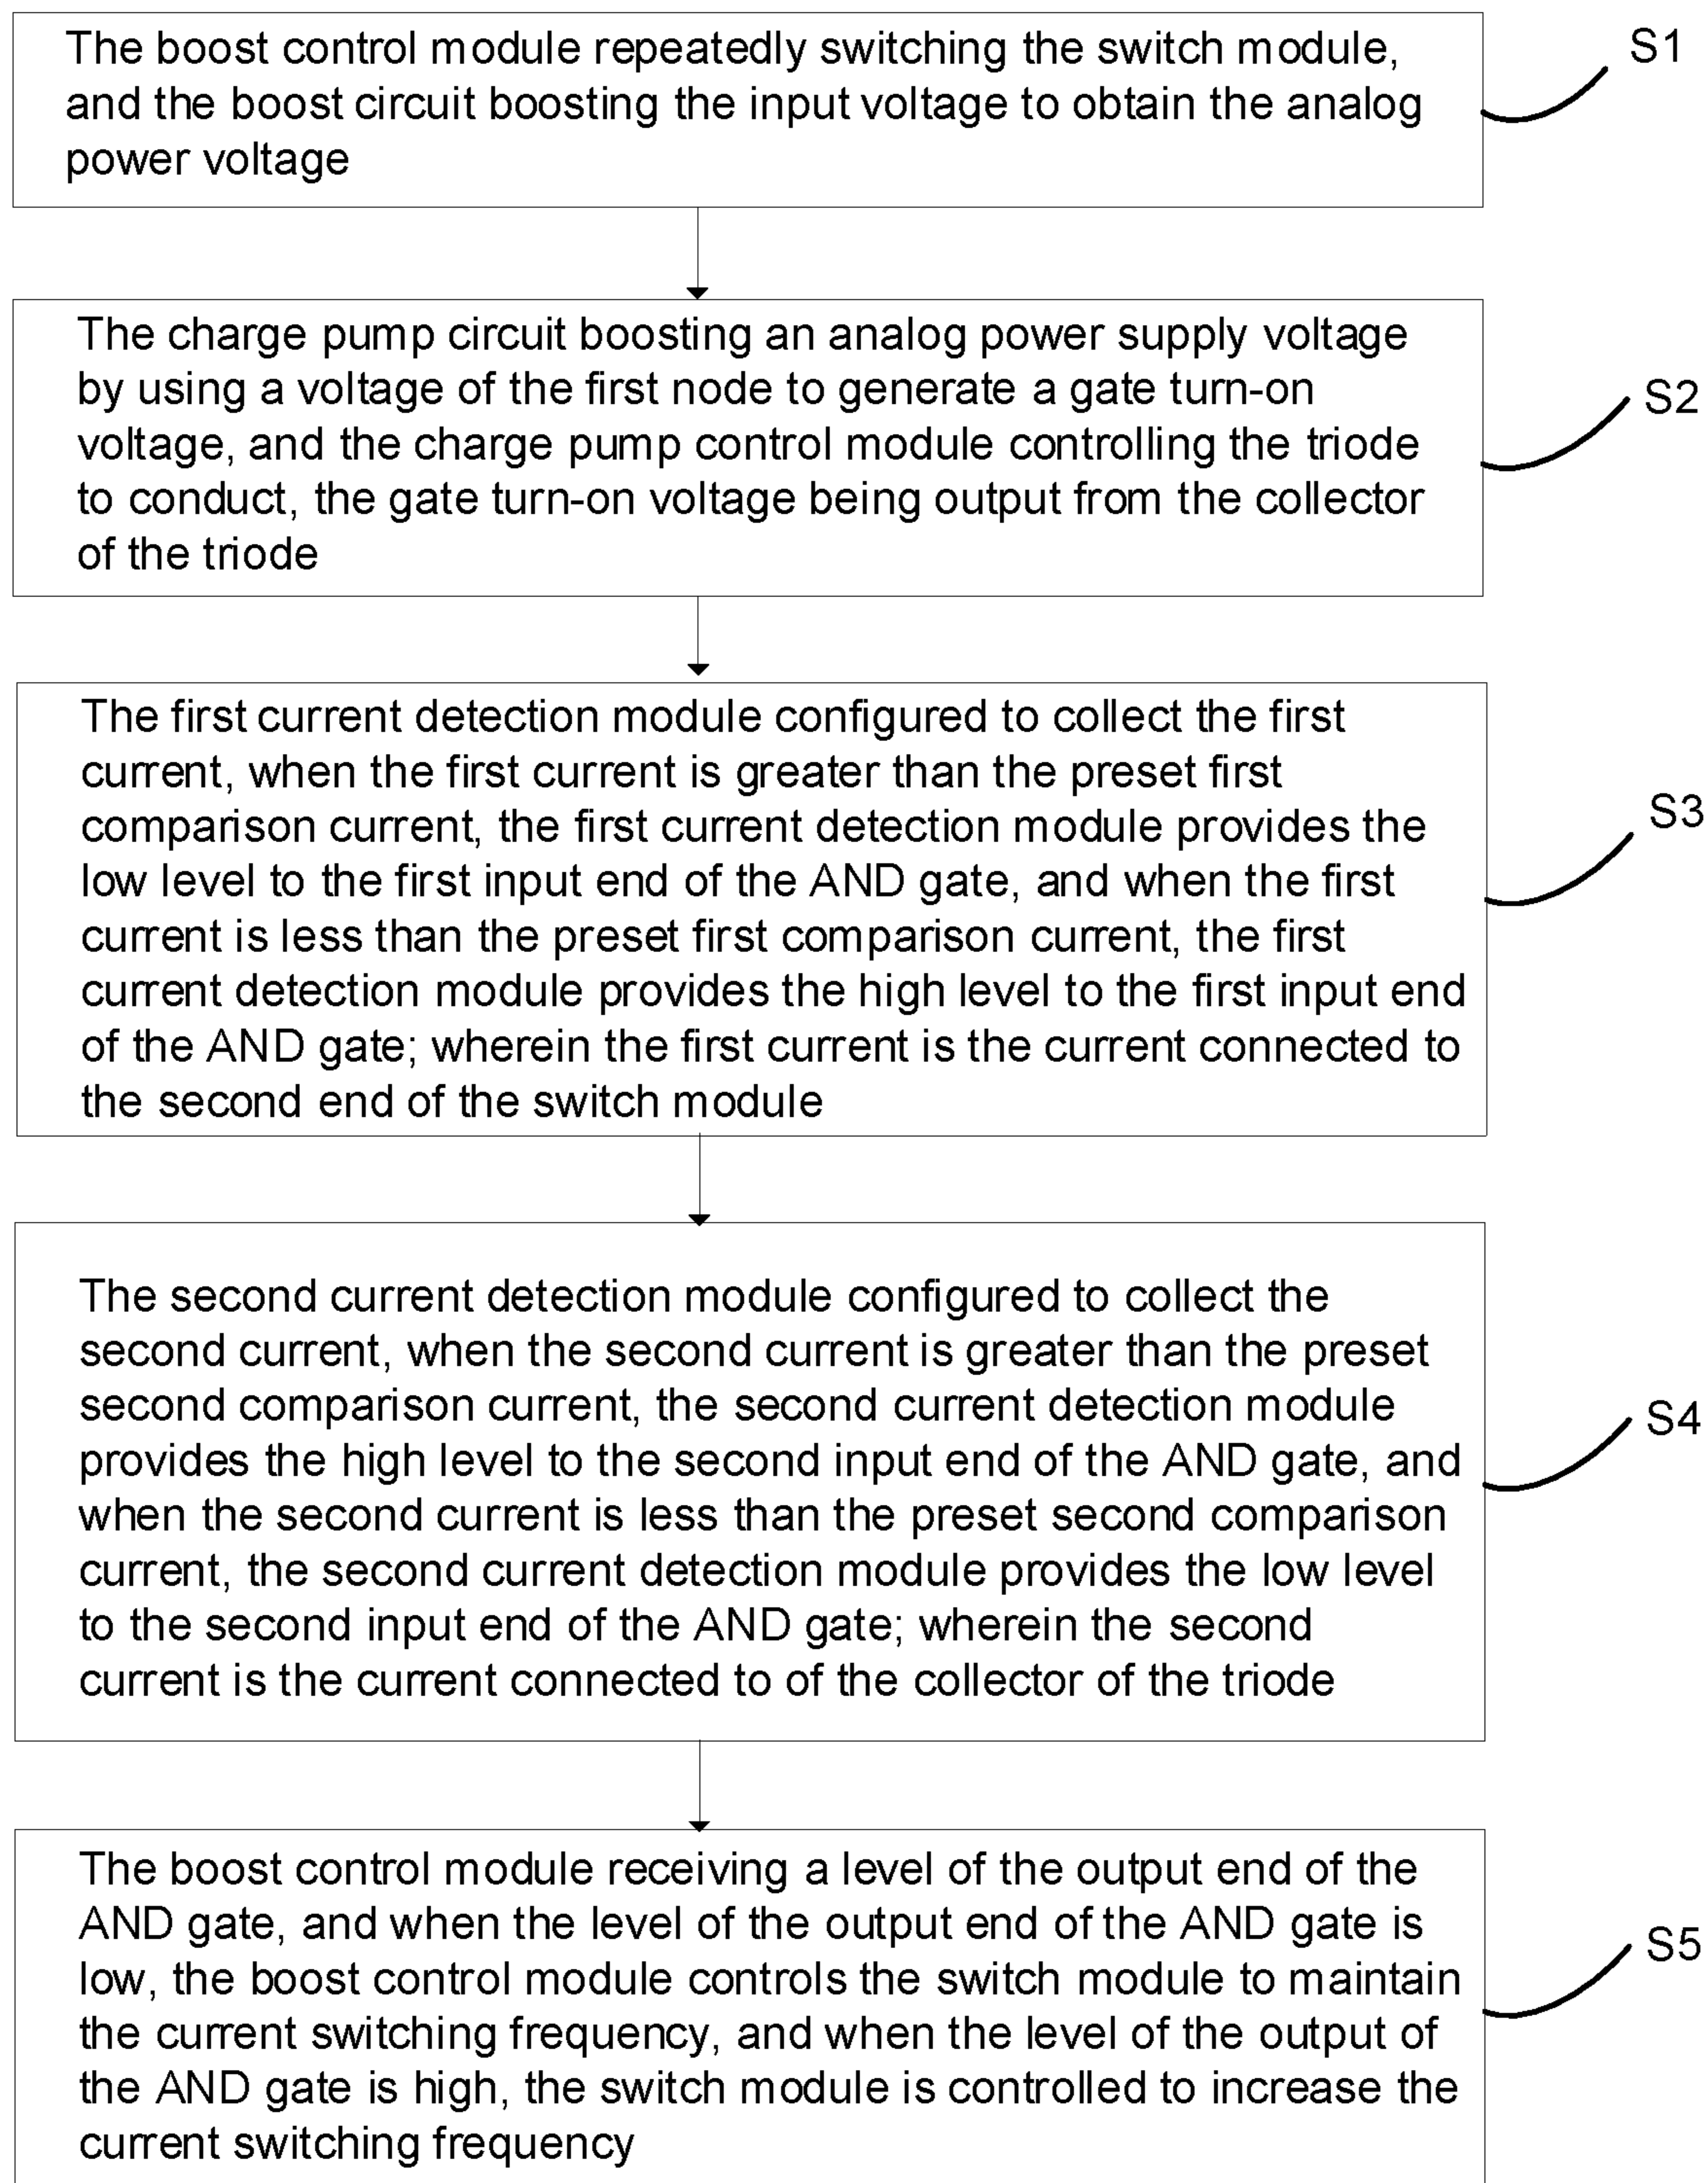 The boost control module repeatedly switching the switch module,
and the boost circuit boosting the input voltage to obtain the analog
power voltage
S1
The charge pump circuit boosting an analog power supply voltage
by using a voltage of the first node to generate a gate turn-on
voltage, and the charge pump control module controlling the triode
to conduct, the gate turn-on voltage being output from the collector
of the triode
S2
The first current detection module configured to collect the first
current, when the first current is greater than the preset first
comparison current, the first current detection module provides the
low level to the first input end of the AND gate, and when the first
current is less than the preset first comparison current, the first
current detection module provides the high level to the first input end
of the AND gate; wherein the first current is the current connected to
the second end of the switch module
S3
The second current detection module configured to collect the
second current, when the second current is greater than the preset
second comparison current, the second current detection module
provides the high level to the second input end of the AND gate, and
when the second current is less than the preset second comparison
current, the second current detection module provides the low level
to the second input end of the AND gate; wherein the second
current is the current connected to of the collector of the triode
S4
The boost control module receiving a level of the output end of the
AND gate, and when the level of the output end of the AND gate is
low, the boost control module controls the switch module to maintain
the current switching frequency, and when the level of the output of
the AND gate is high, the switch module is controlled to increase the
current switching frequency
S5